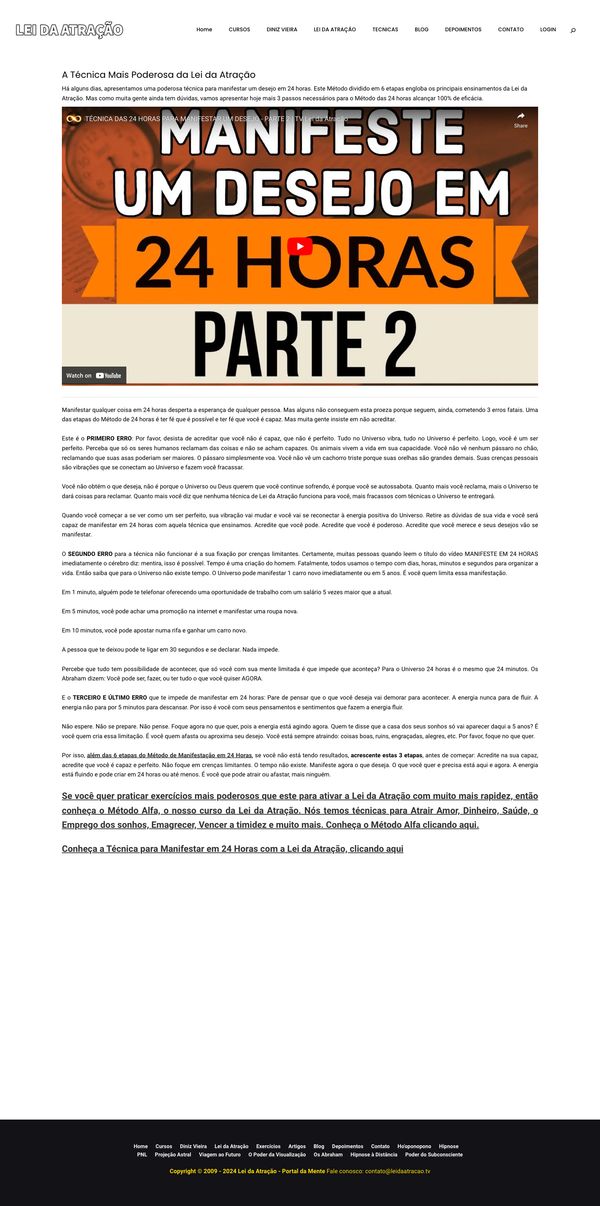 LEI DA ATRAÇÃO
Home CURSOS DINIZ VIEIRA LEI DA ATRAÇÃO TECNICAS BLOG DEPOIMENTOS CONTATO LOGIN
A Técnica Mais Poderosa da Lei da Atração
Há alguns dias, apresentamos uma poderosa técnica para manifestar um desejo em 24 horas. Este Método dividido em 6 etapas engloba os principais ensinamentos da Lei da
Atração. Mas como muita gente ainda tem dúvidas, vamos apresentar hoje mais 3 passos necessários para o Método das 24 horas alcançar 100% de eficácia.
TÉCNICA DAS 24 HORAS PARA MANIFESTAR UM DESEJO - PARTE 2 | TV Lei da Atração
Share
MANIFESTE
UM DESEJO EM
24 HORAS
PARTE 2
Watch on YouTube
Manifestar qualquer coisa em 24 horas desperta a esperança de qualquer pessoa. Mas alguns não conseguem esta proeza porque seguem, ainda, cometendo 3 erros fatais. Uma
das etapas do Método de 24 horas é ter fé que é possível e ter fé que você é capaz. Mas muita gente insiste em não acreditar.
Este é o PRIMEIRO ERRO: Por favor, desista de acreditar que você não é capaz, que não é perfeito. Tudo no Universo vibra, tudo no Universo é perfeito. Logo, você é um ser
perfeito. Perceba que só os seres humanos reclamam das coisas e não se acham capazes. Os animais vivem a vida em sua capacidade. Você não vê nenhum pássaro no chão,
reclamando que suas asas poderiam ser maiores. O pássaro simplesmente voa. Você não vê um cachorro triste porque suas orelhas são grandes demais. Suas crenças pessoais
são vibrações que se conectam ao Universo e fazem você fracassar.
Você não obtém o que deseja, não é porque o Universo ou Deus querem que você continue sofrendo, é porque você se autossabota. Quanto mais você reclama, mais o Universo te
dará coisas para reclamar. Quanto mais você diz que nenhuma técnica de Lei da Atração funciona para você, mais fracassos com técnicas o Universo te entregará.
Quando você começar a se ver como um ser perfeito, sua vibração vai mudar e você vai se reconectar à energia positiva do Universo. Retire as dúvidas de sua vida e você será
capaz de manifestar em 24 horas com aquela técnica que ensinamos. Acredite que você pode. Acredite que você é poderoso. Acredite que você merece e seus desejos vão se
manifestar.
O SEGUNDO ERRO para a técnica não funcionar é a sua fixação por crenças limitantes. Certamente, muitas pessoas quando leem o título do vídeo MANIFESTE EM 24 HORAS
imediatamente o cérebro diz: mentira, isso é possível. Tempo é uma criação do homem. Fatalmente, todos usamos o tempo com dias, horas, minutos e segundos para organizar a
vida. Então saiba que para o Universo não existe tempo. O Universo pode manifestar 1 carro novo imediatamente ou em 5 anos. É você quem limita essa manifestação.
Em 1 minuto, alguém pode te telefonar oferecendo uma oportunidade de trabalho com um salário 5 vezes maior que a atual.
Em 5 minutos, você pode achar uma promoção na internet e manifestar uma roupa nova.
Em 10 minutos, você pode apostar numa rifa e ganhar um carro novo.
A pessoa que te deixou pode te ligar em 30 segundos e se declarar. Nada impede.
Percebe que tudo tem possibilidade de acontecer, que só você com sua mente limitada é que impede que aconteça? Para o Universo 24 horas é o mesmo que 24 minutos. Os
Abraham dizem: Você pode ser, fazer, ou ter tudo o que você quiser AGORA.
E o TERCEIRO E ÚLTIMO ERRO que te impede de manifestar em 24 horas: Pare de pensar que o que você deseja vai demorar para acontecer. A energia nunca para de fluir. A
energia não para por 5 minutos para descansar. Por isso é você com seus pensamentos e sentimentos que fazem a energia fluir.
Não espere. Não se prepare. Não pense. Foque agora no que quer, pois a energia está agindo agora. Quem te disse que a casa dos seus sonhos só vai aparecer daqui a 5 anos? É
você quem cria essa limitação. É você quem afasta ou aproxima seu desejo. Você está sempre atraindo: coisas boas, ruins, engraçadas, alegres, etc. Por favor, foque no que quer.
Por isso, além das 6 etapas do Método de Manifestação em 24 Horas, se você não está tendo resultados, acrescente estas 3 etapas, antes de começar: Acredite na sua capaz,
acredite que você é capaz e perfeito. Não foque em crenças limitantes. O tempo não existe. Manifeste agora o que deseja. O que você quer e precisa está aqui e agora. A energia
está fluindo e pode criar em 24 horas ou até menos. É você que pode atrair ou afastar, mais ninguém.
Se você quer praticar exercícios mais poderosos que este para ativar a Lei da Atração com muito mais rapidez, então
conheça o Método Alfa, o nosso curso da Lei da Atração. Nós temos técnicas para Atrair Amor, Dinheiro, Saúde, o
Emprego dos sonhos, Emagrecer, Vencer a timidez e muito mais. Conheça o Método Alfa clicando aqui.
Conheça a Técnica para Manifestar em 24 Horas com a Lei da Atração, clicando aqui
Home Cursos Diniz Vieira Lei da Atração Exercícios Artigos Blog Depoimentos Contato Ho'oponopono Hipnose
PNL Projeção Astral Viagem ao Futuro O Poder da Visualização Os Abraham Hipnose à Distância Poder do Subconsciente
Copyright © 2009 - 2024 Lei da Atração - Portal da Mente Fale conosco: contato@leidaatracao.tv